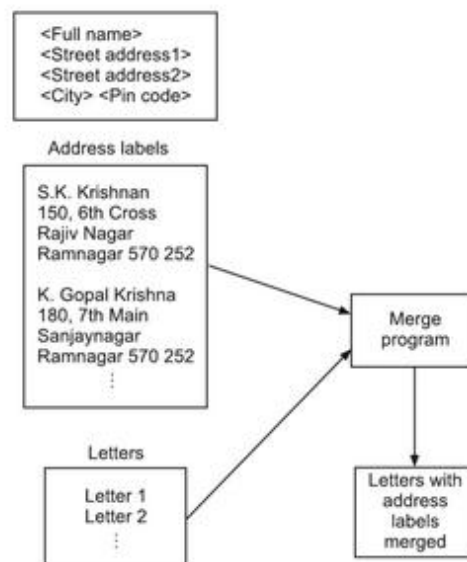 <Full name>
<Street address1>
<Street address2>
<City> <Pin code>
Address labels
S.K. Krishnan
150, 6th Cross
Rajiv Nagar
Ramnagar 570 252
K. Gopal Krishna
180, 7th Main
Sanjaynagar
Ramnagar 570 252
⋮
Merge
program
Letters
Letter 1
Letter 2
⋮
Letters with
address
labels
merged